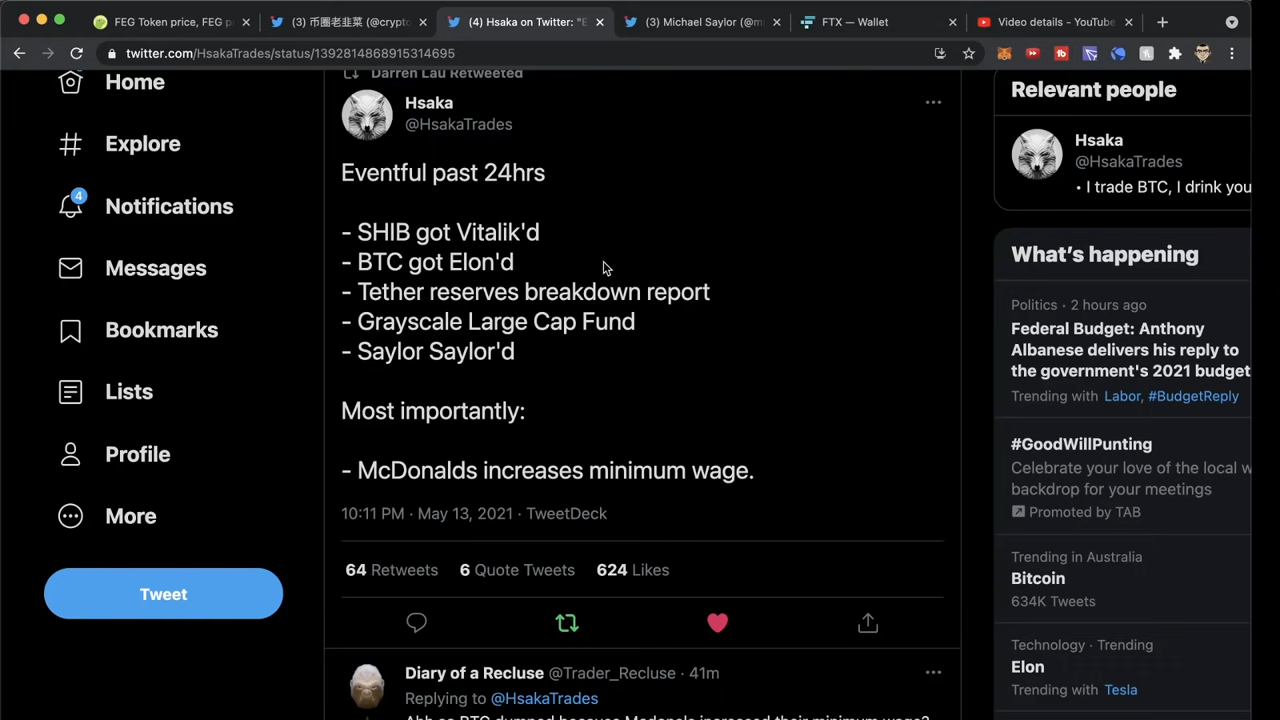 FEG Token price, FEG p
(3) 币圈老韭菜 (@crypto
(4) Hsaka on Twitter: "E
(3) Michael Saylor (@m
FTX — Wallet
Video details - YouTube
twitter.com/HsakaTrades/status/1392814868915314695
Home
Explore
4
Notifications
Messages
Bookmarks
Lists
Profile
More
Tweet
Darren Lau Retweeted
Hsaka
@HsakaTrades
Eventful past 24hrs
- SHIB got Vitalik'd
- BTC got Elon'd
- Tether reserves breakdown report
- Grayscale Large Cap Fund
- Saylor Saylor'd
Most importantly:
- McDonalds increases minimum wage.
10:11 PM · May 13, 2021 · TweetDeck
64 Retweets 6 Quote Tweets 624 Likes
Diary of a Recluse @Trader_Recluse · 41m
Replying to @HsakaTrades
Relevant people
Hsaka
@HsakaTrades
• I trade BTC, I drink you
What's happening
Politics · 2 hours ago
Federal Budget: Anthony
Albanese delivers his reply to
the government's 2021 budget
Trending with Labor, #BudgetReply
#GoodWillPunting
Celebrate your love of the local w
backdrop for your meetings
Promoted by TAB
Trending in Australia
Bitcoin
634K Tweets
Technology · Trending
Elon
Trending with Tesla